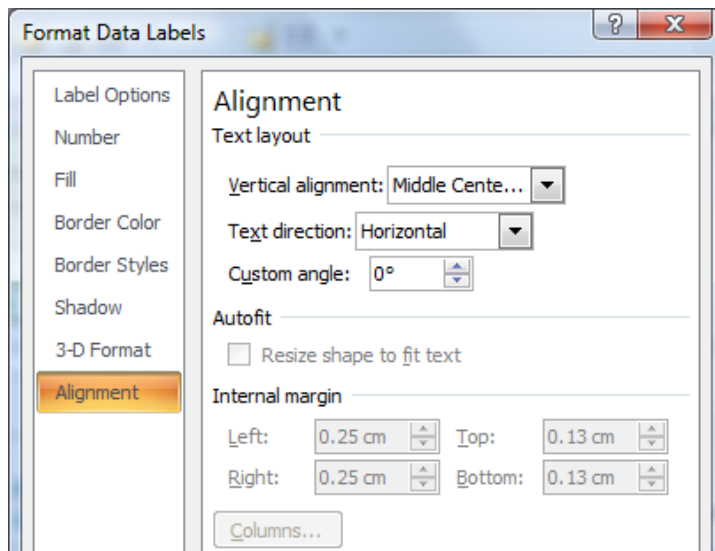 Format Data Labels
?
Label Options
Number
Fill
Border Color
Border Styles
Shadow
3-D Format
Alignment
Alignment
Text layout
Vertical alignment: Middle Cente...
Text direction: Horizontal
Custom angle: 0°
Autofit
Resize shape to fit text
Internal margin
Left: 0.25 cm Top: 0.13 cm
Right: 0.25 cm Bottom: 0.13 cm
Columns...